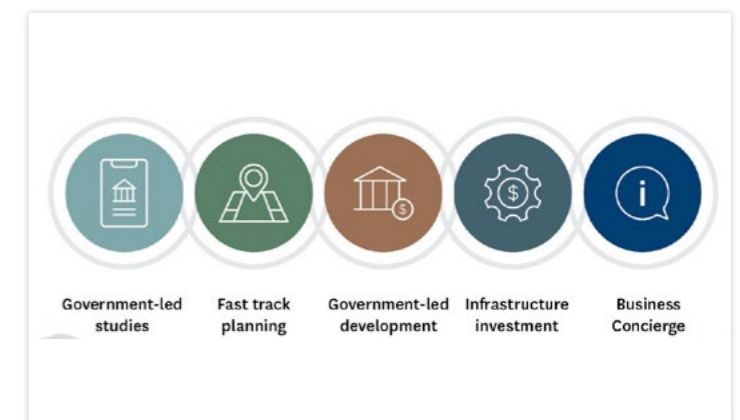 Government-led
studies
Fast track
planning
Government-led
development
Infrastructure
investment
Business
Concierge
$
$
i